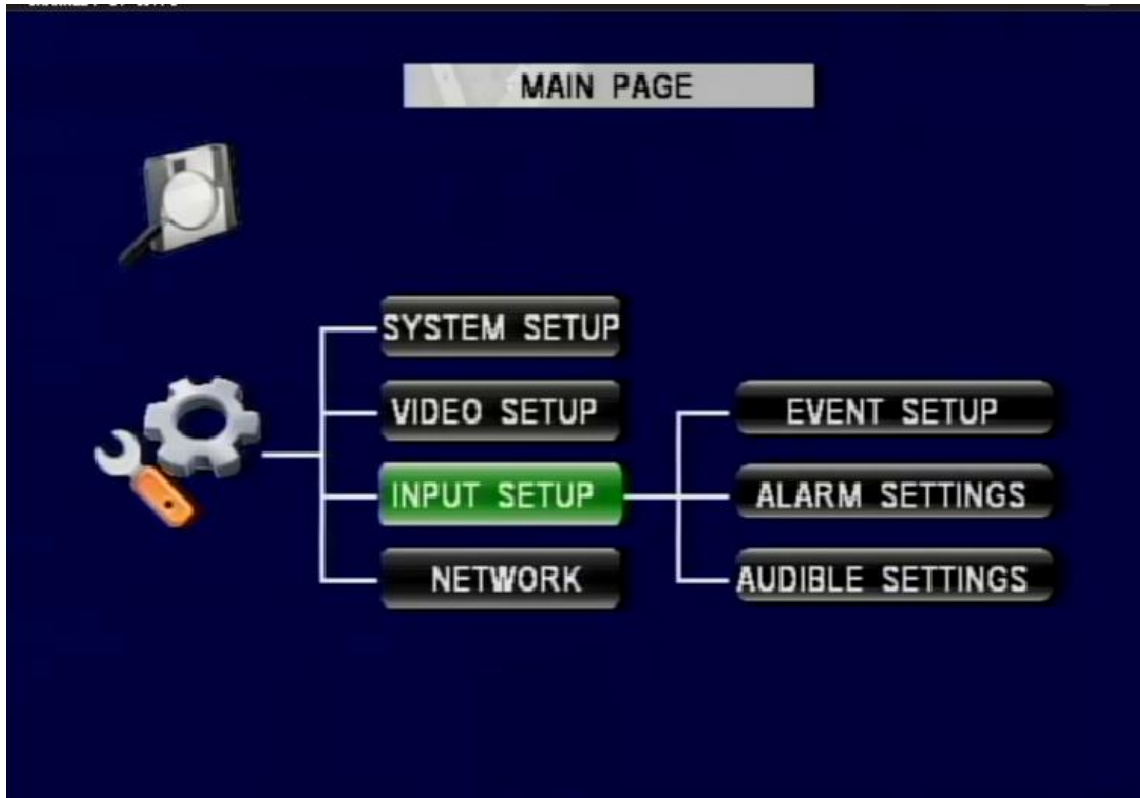 MAIN PAGE
SYSTEM SETUP
VIDEO SETUP
INPUT SETUP
NETWORK
EVENT SETUP
ALARM SETTINGS
AUDIBLE SETTINGS